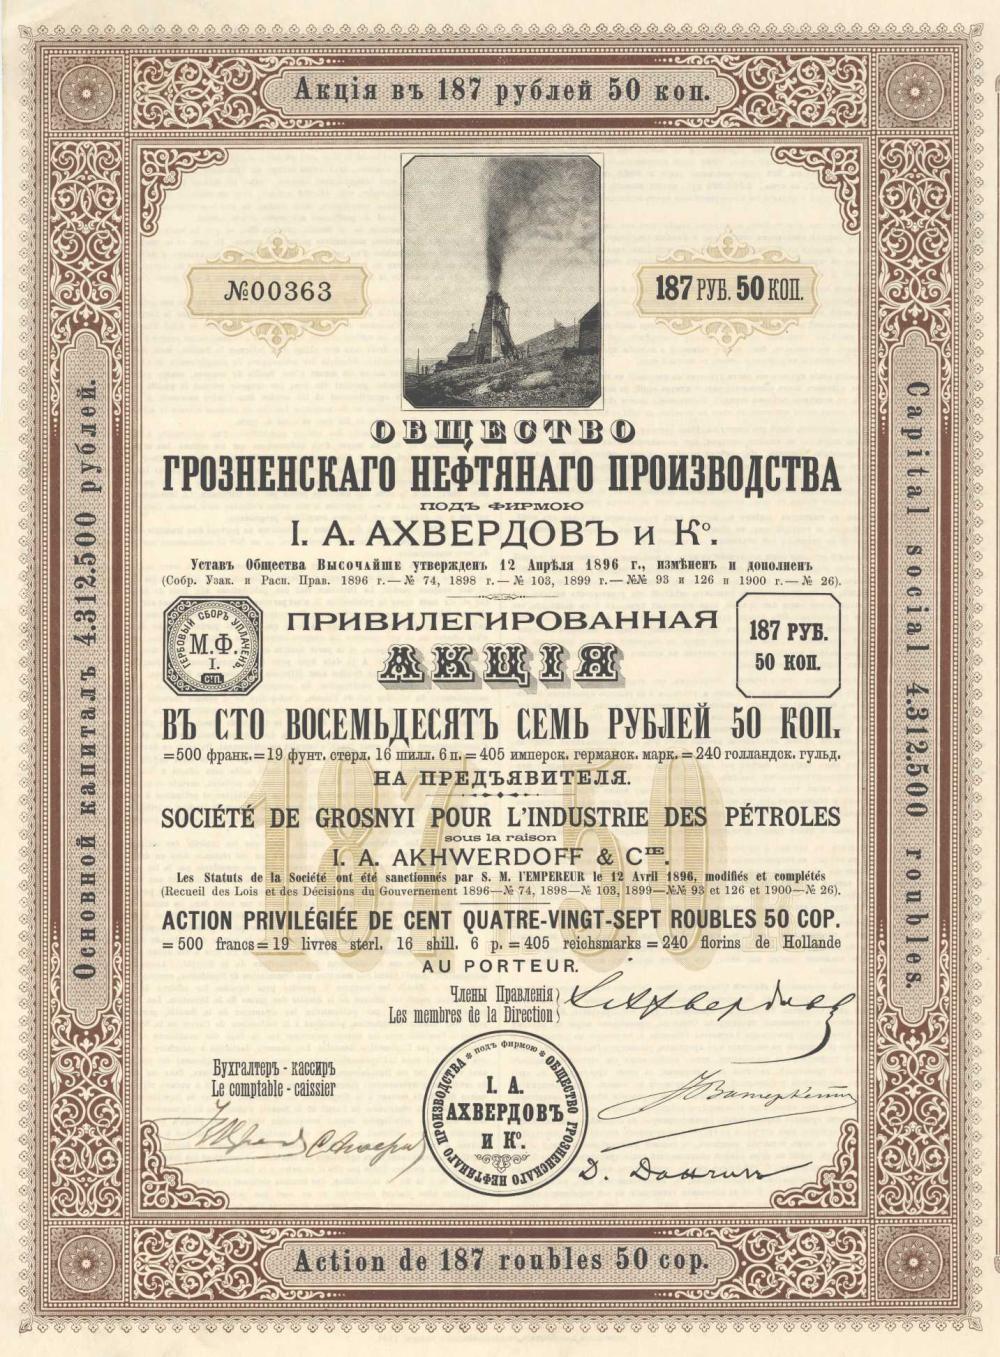 Акція въ 187 рублей 50 коп.
№00363
187 РУБ. 50 КОП.
Основной капиталъ 4.312.500 рублей.
Capital social 4.312.500 roubles.
ОБЩЕСТВО
ГРОЗНЕНСКАГО НЕФТЯНАГО ПРОИЗВОДСТВА
ПОДЪ ФИРМОЮ
І. А. АХВЕРДОВЪ и Ко.
Уставъ Общества Высочайше утвержденъ 12 Апрѣля 1896 г., измѣненъ и дополненъ
(Собр. Узак. и Расп. Прав. 1896 г.—№ 74, 1898 г.—№ 103, 1899 г.—№№ 93 и 126 и 1900 г.—№ 26).
ГЕРБОВЫЙ СБОРЪ УПЛАЧЕНЪ.
М.Ф.
I.
СП.
ПРИВИЛЕГИРОВАННАЯ
АКЦІЯ
187 РУБ.
50 КОП.
ВЪ СТО ВОСЕМЬДЕСЯТЪ СЕМЬ РУБЛЕЙ 50 КОП.
=500 франк.=19 фунт. стерл. 16 шилл. 6 п.=405 имперск. германск. марк.=240 голландск. гульд.
НА ПРЕДЪЯВИТЕЛЯ.
187 50
SOCIÉTÉ DE GROSNYI POUR L'INDUSTRIE DES PÉTROLES
sous la raison
I. A. AKHWERDOFF & CIE.
Les Statuts de la Société ont été sanctionnés par S. M. l'EMPEREUR le 12 Avril 1896, modifiés et complétés
(Recueil des Lois et des Décisions du Gouvernement 1896—№ 74, 1898—№ 103, 1899—№№ 93 et 126 et 1900—№ 26).
ACTION PRIVILÉGIÉE DE CENT QUATRE-VINGT-SEPT ROUBLES 50 COP.
=500 francs=19 livres sterl. 16 shill. 6 p.=405 reichsmarks=240 florins de Hollande
AU PORTEUR.
Члены Правленія
Les membres de la Direction
Бухгалтеръ-кассиръ
Le comptable-caissier
ОБЩЕСТВО ГРОЗНЕНСКАГО НЕФТЯНАГО ПРОИЗВОДСТВА
подъ фирмою
І. А.
АХВЕРДОВЪ
И Ко.
Action de 187 roubles 50 cop.